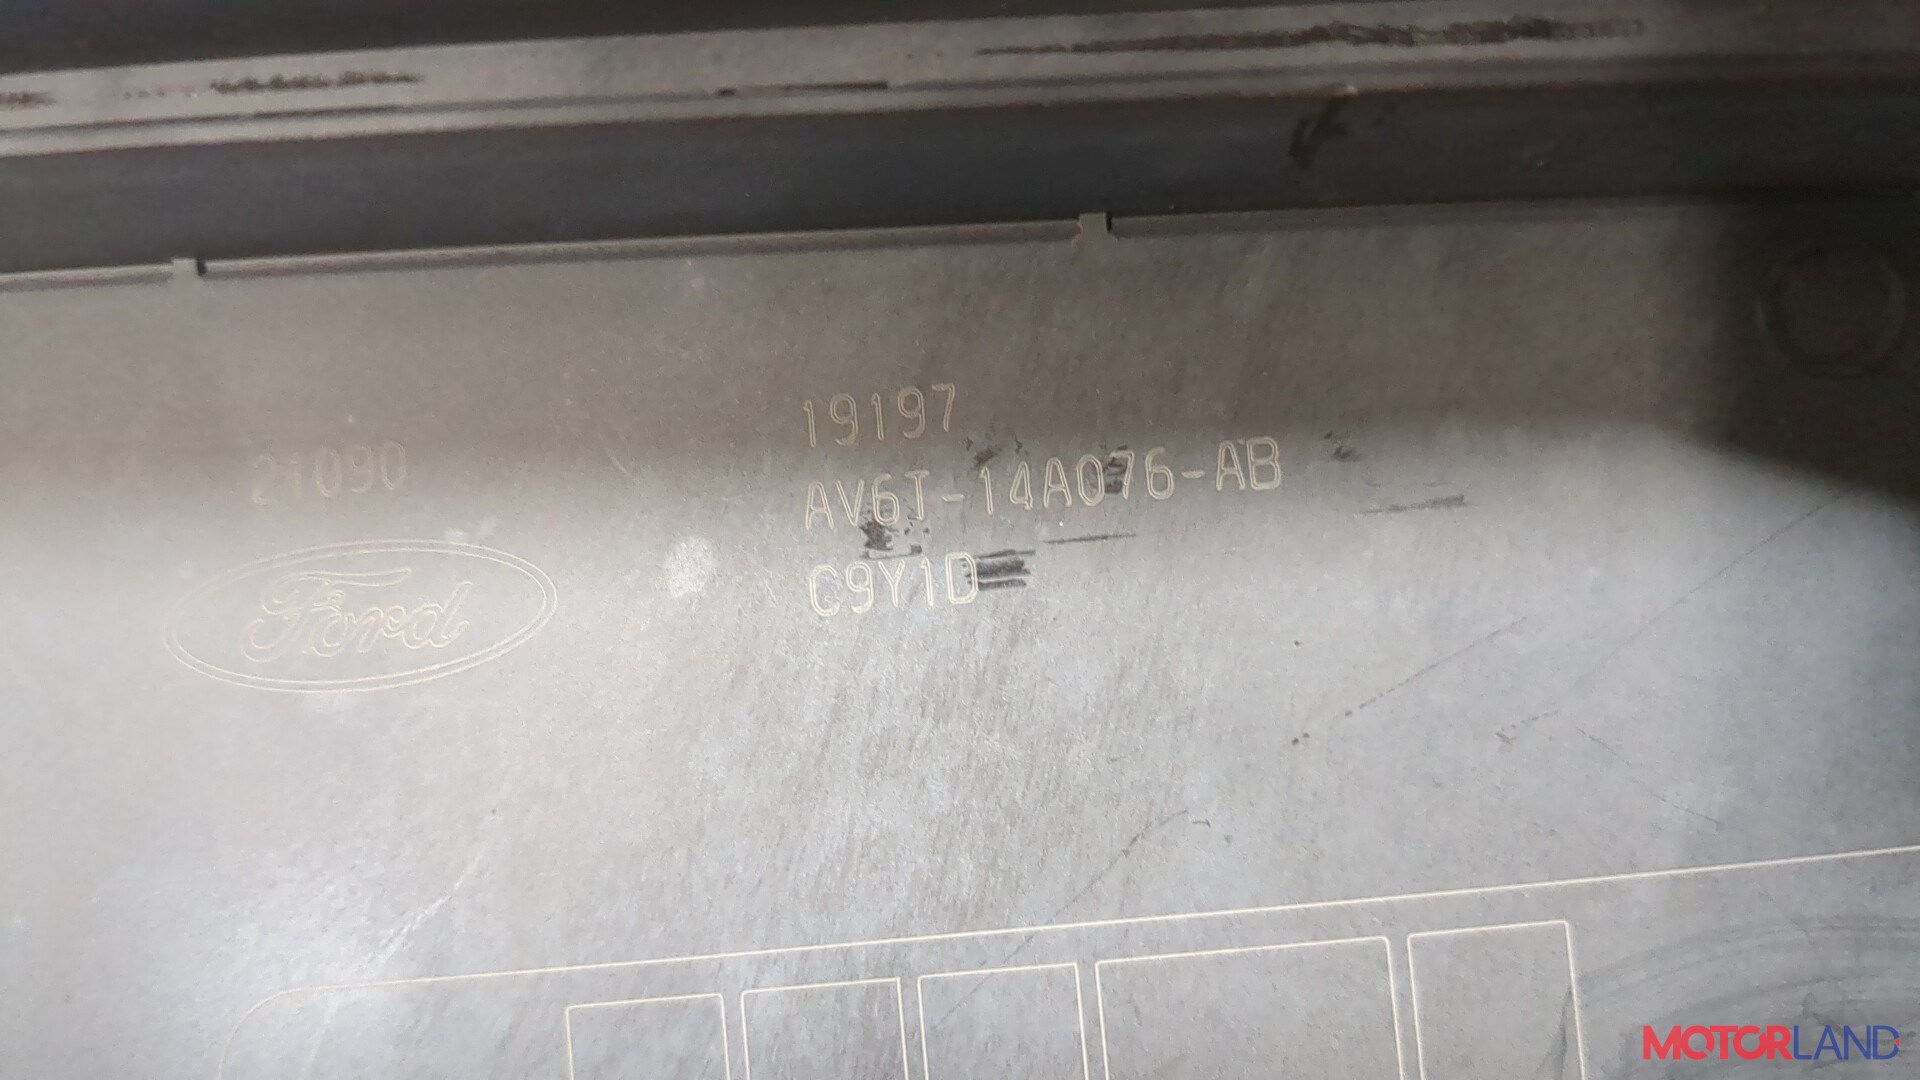 19197
21090
AV6T-14A076-AB
C9Y1D
Ford
MOTORLAND